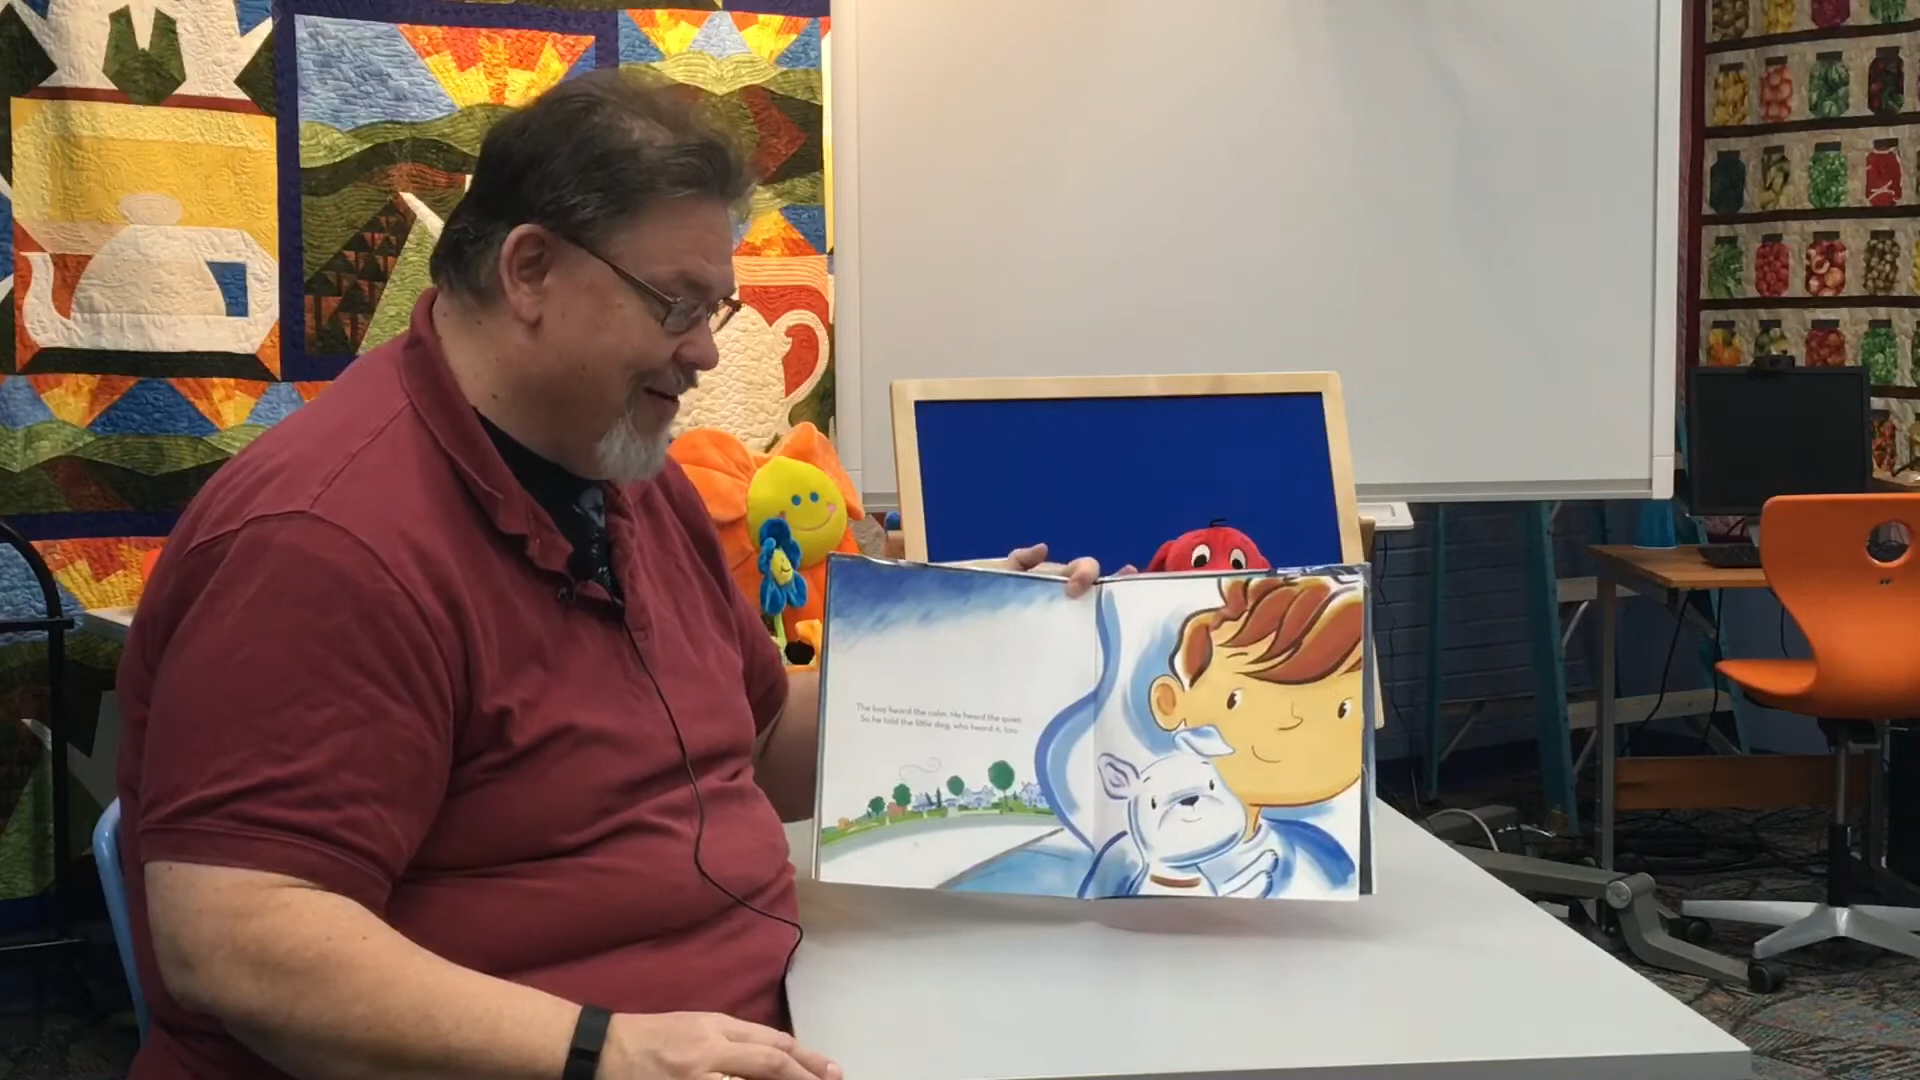 The boy heard the calm. He heard the quiet.
So he told the little dog, who heard it, too.